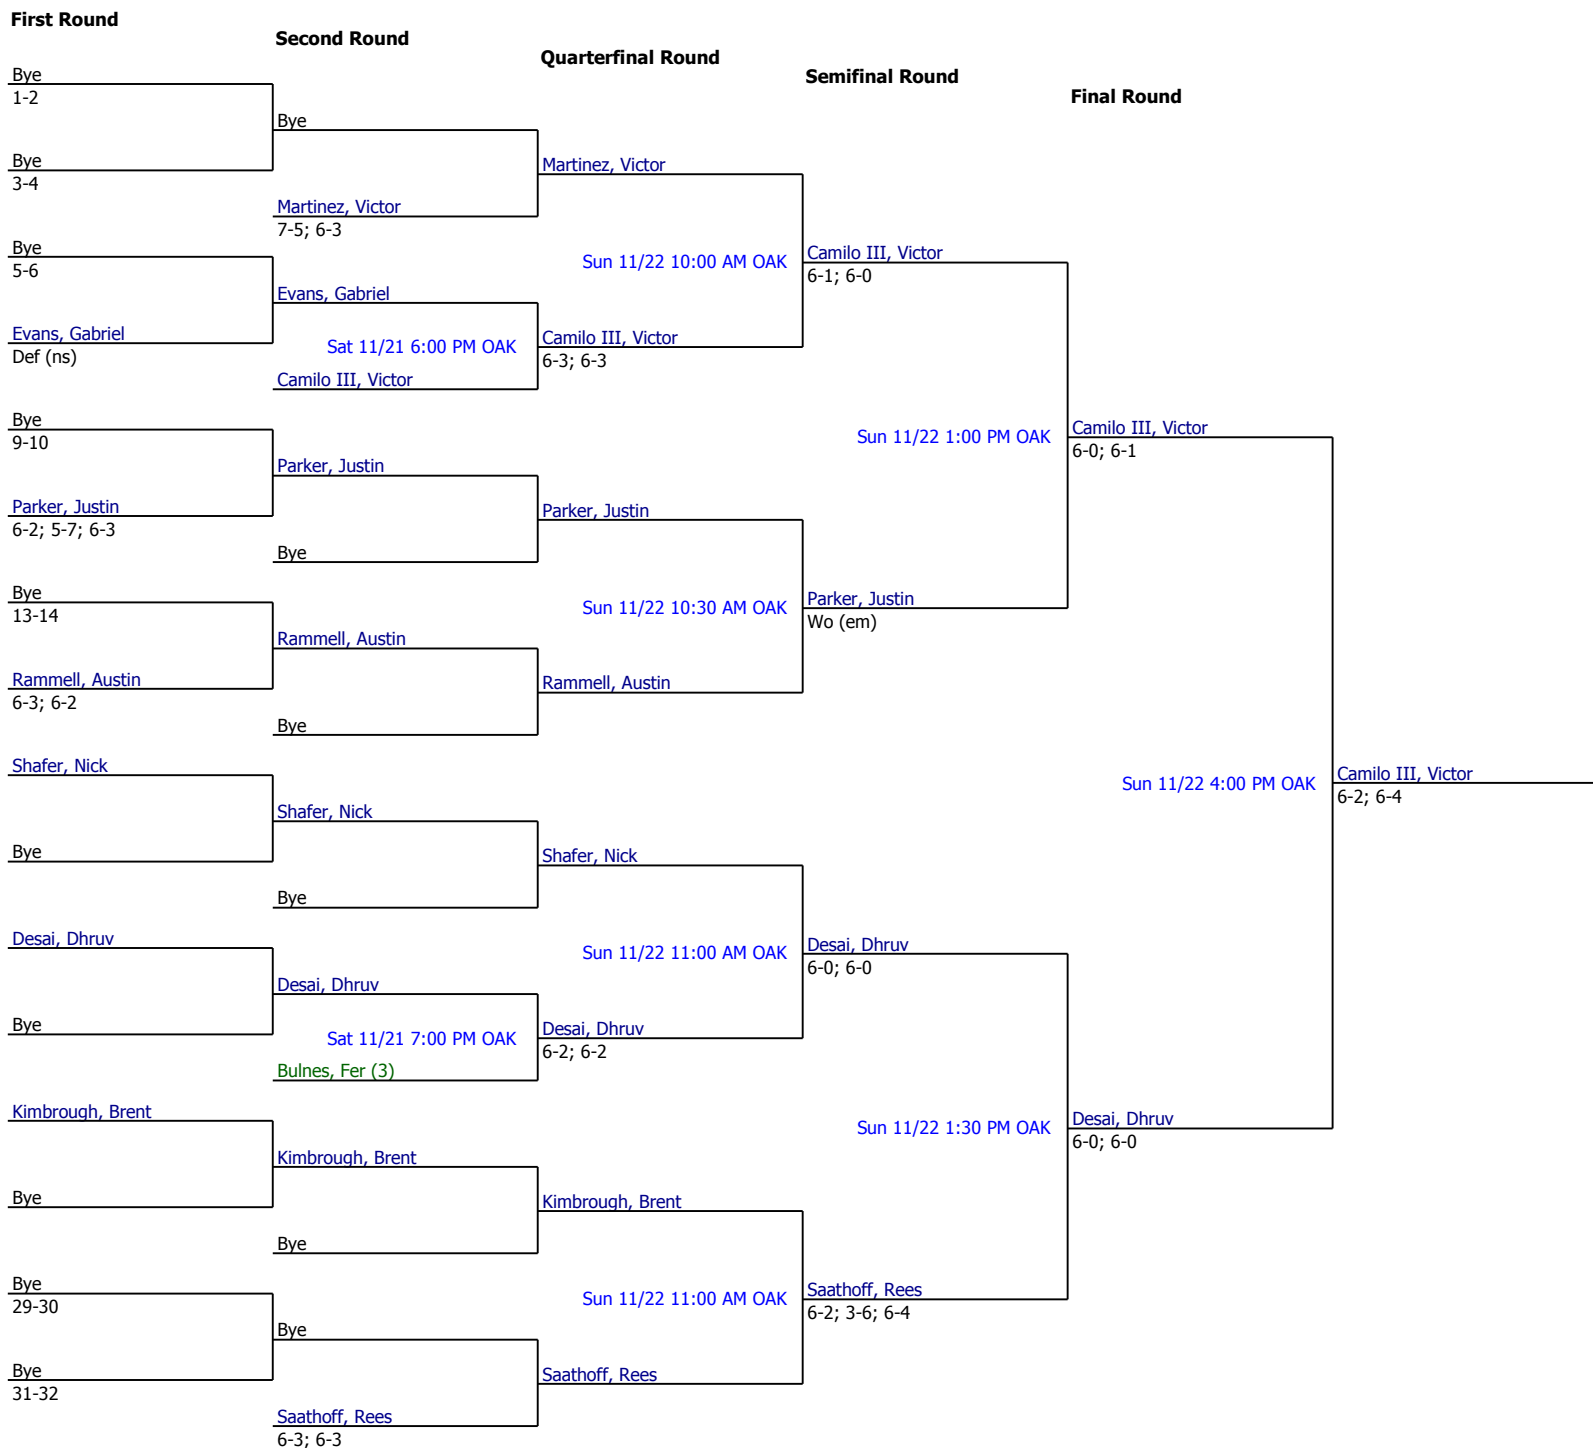 First Round
Second Round
Quarterfinal Round
Semifinal Round
Final Round
Bye
1-2
Bye
Bye
3-4
Martinez, Victor
Martinez, Victor
7-5; 6-3
Bye
5-6
Sun 11/22 10:00 AM OAK
Camilo III, Victor
6-1; 6-0
Evans, Gabriel
Evans, Gabriel
Def (ns)
Sat 11/21 6:00 PM OAK
Camilo III, Victor
6-3; 6-3
Camilo III, Victor
Bye
9-10
Sun 11/22 1:00 PM OAK
Camilo III, Victor
6-0; 6-1
Parker, Justin
Parker, Justin
6-2; 5-7; 6-3
Parker, Justin
Bye
Bye
13-14
Sun 11/22 10:30 AM OAK
Parker, Justin
Wo (em)
Rammell, Austin
Rammell, Austin
6-3; 6-2
Rammell, Austin
Bye
Shafer, Nick
Sun 11/22 4:00 PM OAK
Camilo III, Victor
6-2; 6-4
Shafer, Nick
Bye
Shafer, Nick
Bye
Desai, Dhruv
Sun 11/22 11:00 AM OAK
Desai, Dhruv
6-0; 6-0
Desai, Dhruv
Bye
Sat 11/21 7:00 PM OAK
Desai, Dhruv
6-2; 6-2
Bulnes, Fer (3)
Kimbrough, Brent
Sun 11/22 1:30 PM OAK
Desai, Dhruv
6-0; 6-0
Kimbrough, Brent
Bye
Kimbrough, Brent
Bye
Bye
29-30
Sun 11/22 11:00 AM OAK
Saathoff, Rees
6-2; 3-6; 6-4
Bye
Bye
31-32
Saathoff, Rees
Saathoff, Rees
6-3; 6-3